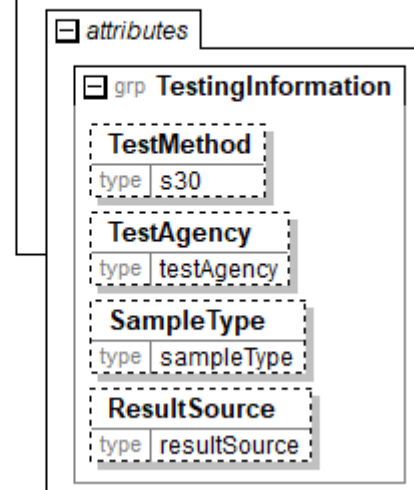 attributes
grp TestingInformation
TestMethod
type s30
TestAgency
type testAgency
SampleType
type sampleType
ResultSource
type resultSource